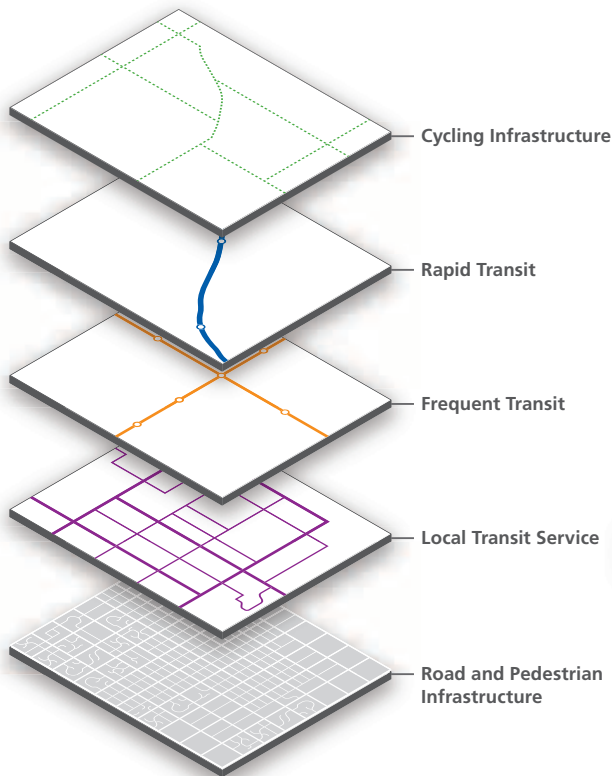 Cycling Infrastructure
Rapid Transit
Frequent Transit
Local Transit Service
Road and Pedestrian
Infrastructure